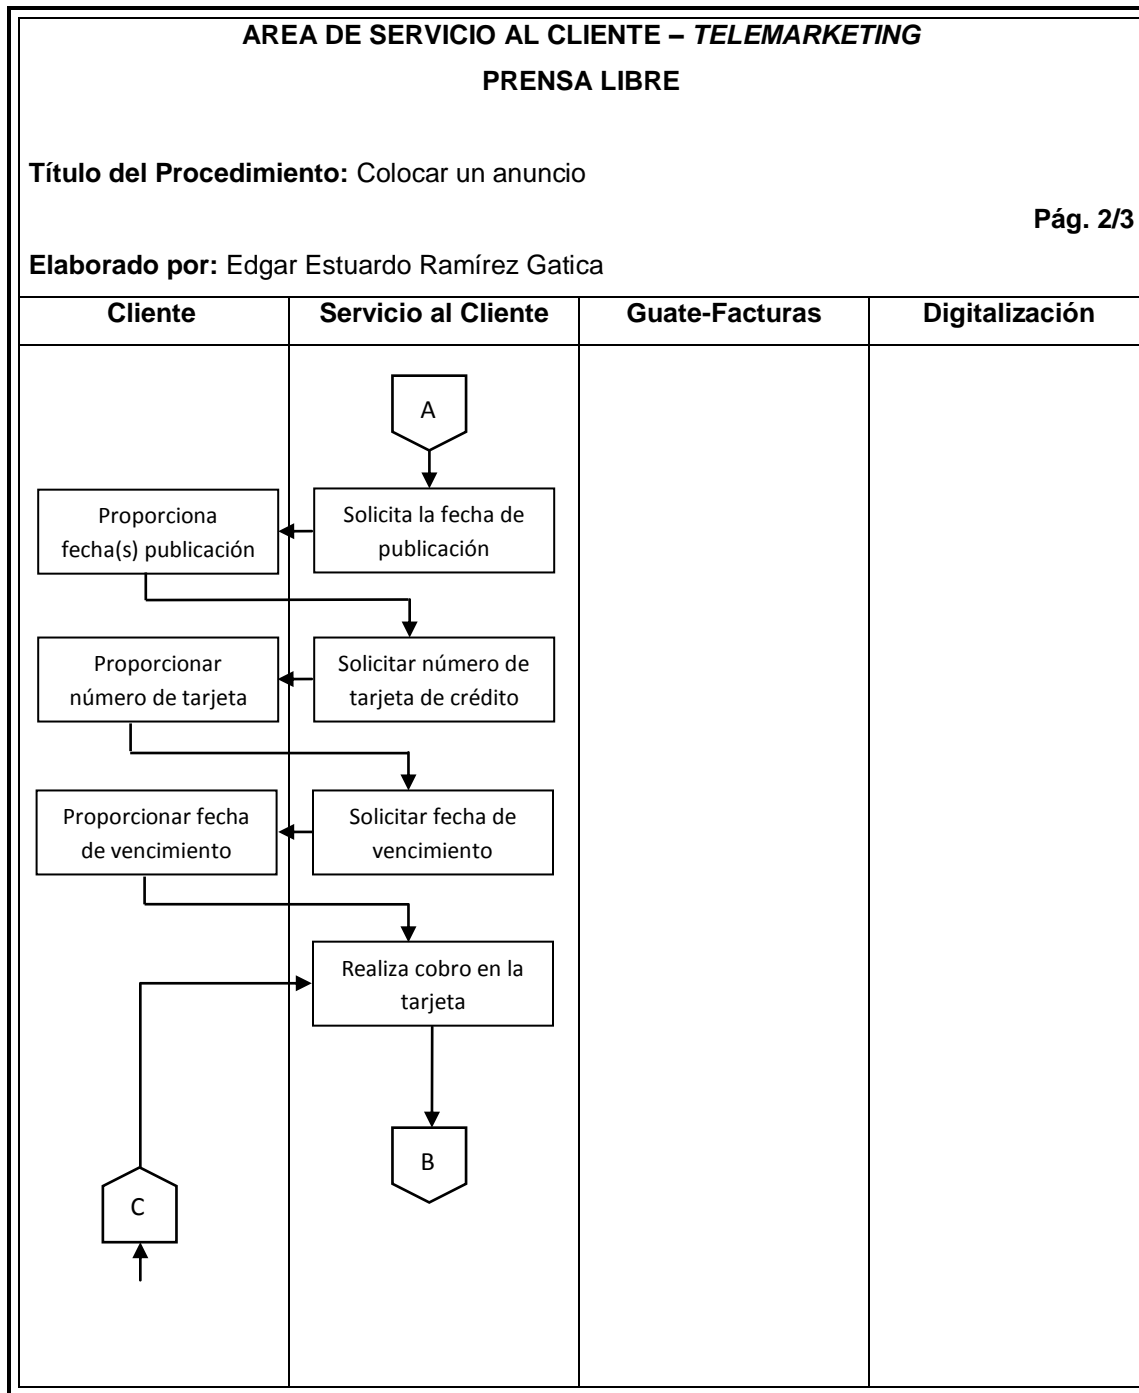 AREA DE SERVICIO AL CLIENTE – TELEMARKETING
PRENSA LIBRE
Título del Procedimiento: Colocar un anuncio
Pág. 2/3
Elaborado por: Edgar Estuardo Ramírez Gatica
Cliente Servicio al Cliente Guate-Facturas Digitalización
A
Solicita la fecha de
publicación
Proporciona
fecha(s) publicación
Solicitar número de
tarjeta de crédito
Proporcionar
número de tarjeta
Solicitar fecha de
vencimiento
Proporcionar fecha
de vencimiento
Realiza cobro en la
tarjeta
B
C